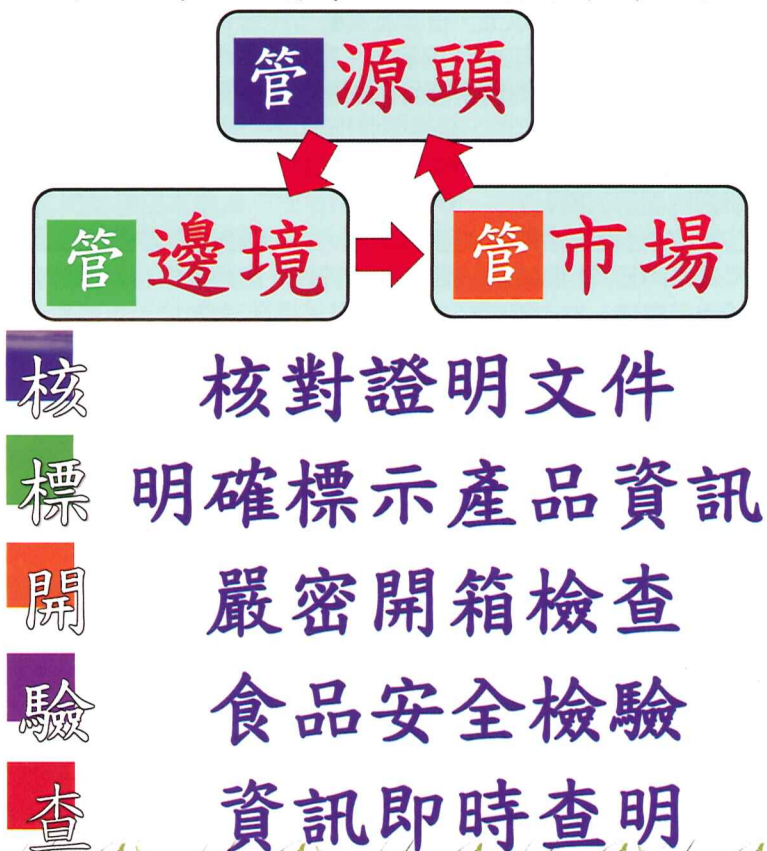 管源頭
管邊境
管市場
核 核對證明文件
標 明確標示產品資訊
開 嚴密開箱檢查
驗 食品安全檢驗
查 資訊即時查明